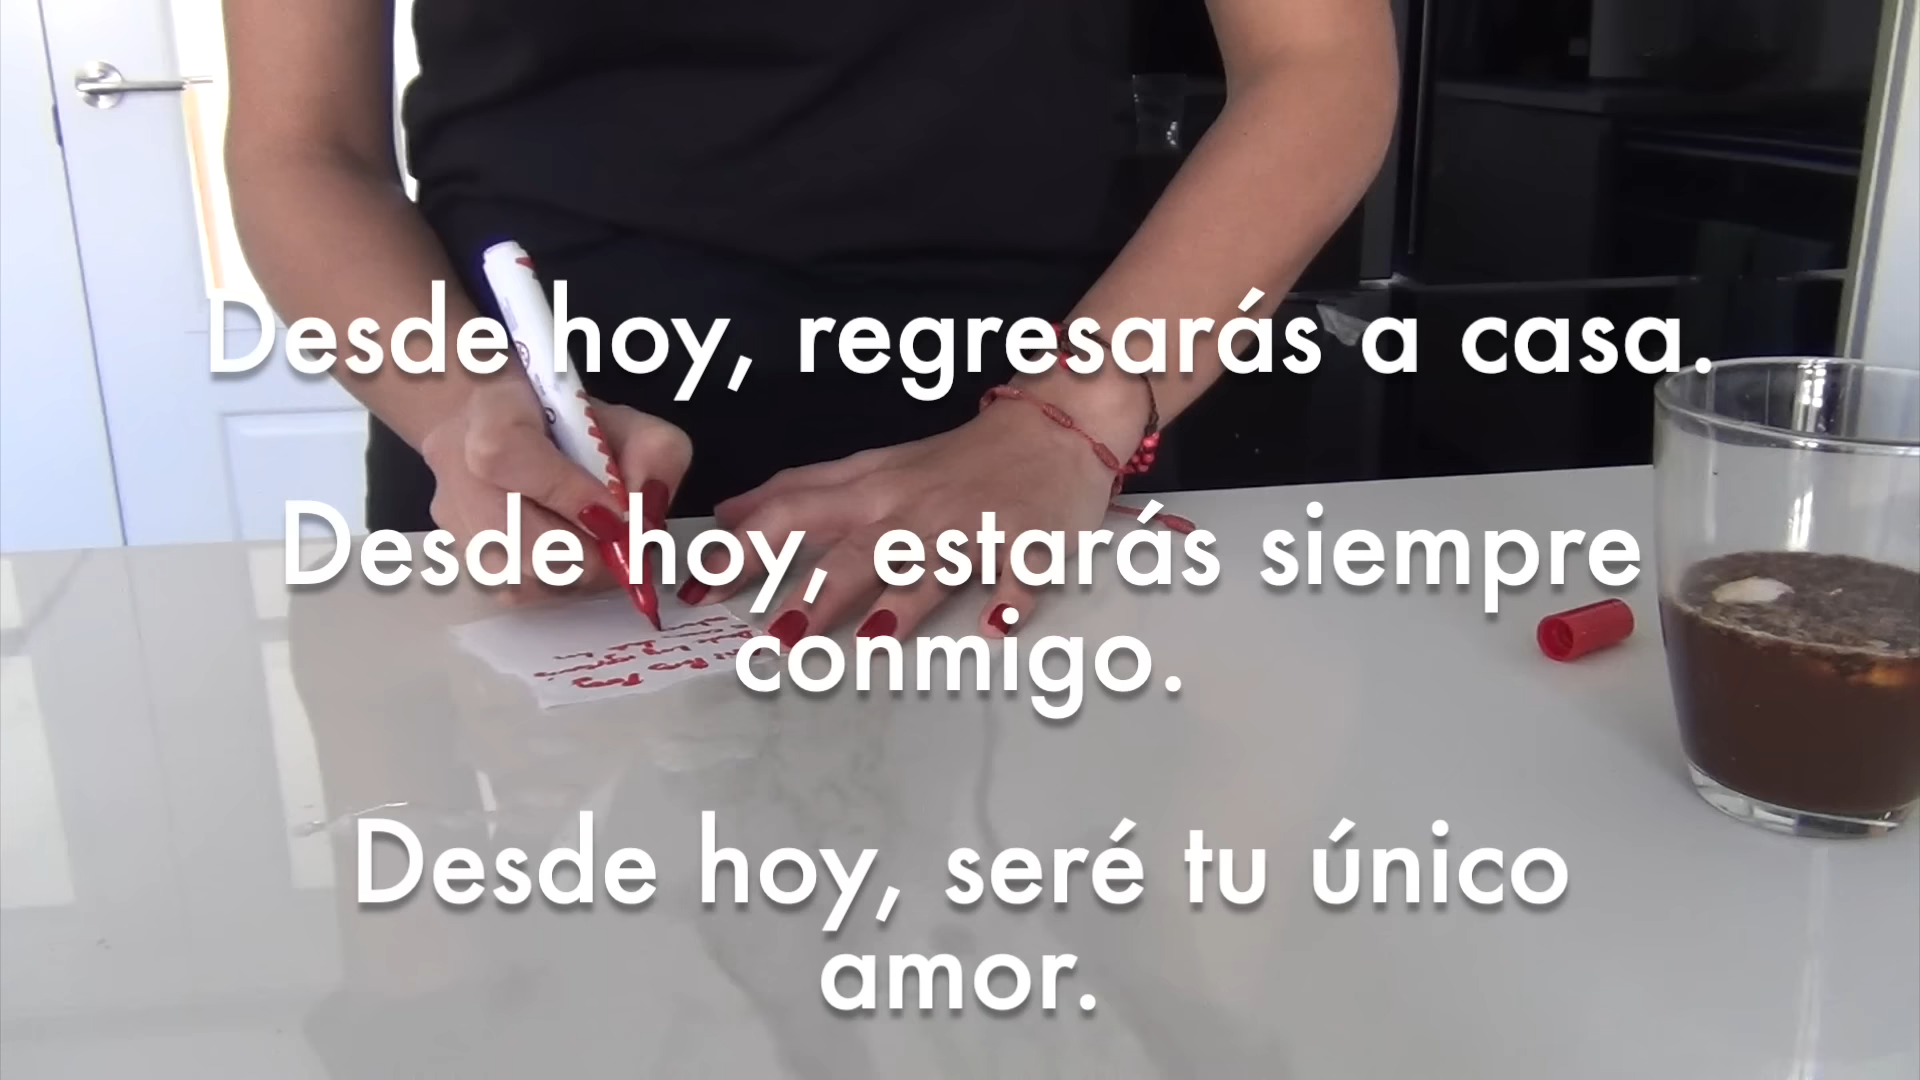 Desde hoy, regresarás a casa.
Desde hoy, estarás siempre
conmigo.
Desde hoy, seré tu único
amor.